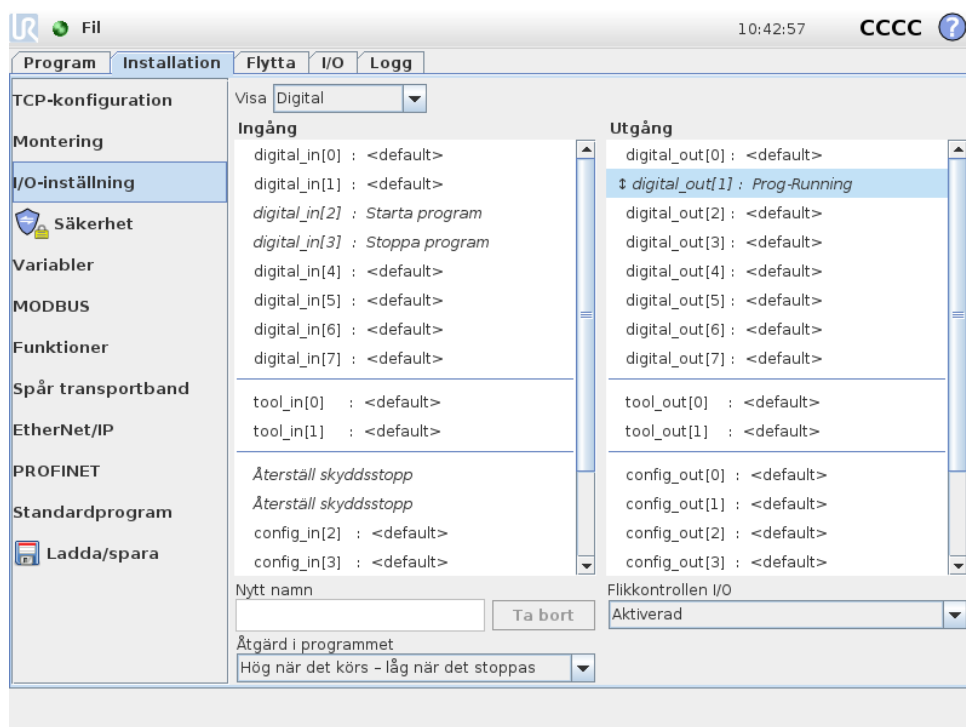 UR Fil 10:42:57 CCCC ?
Program Installation Flytta I/O Logg
TCP-konfiguration
Montering
I/O-inställning
Säkerhet
Variabler
MODBUS
Funktioner
Spår transportband
EtherNet/IP
PROFINET
Standardprogram
Ladda/spara
Visa Digital
Ingång
digital_in[0] : <default>
digital_in[1] : <default>
digital_in[2] : Starta program
digital_in[3] : Stoppa program
digital_in[4] : <default>
digital_in[5] : <default>
digital_in[6] : <default>
digital_in[7] : <default>
tool_in[0] : <default>
tool_in[1] : <default>
Återställ skyddsstopp
Återställ skyddsstopp
config_in[2] : <default>
config_in[3] : <default>
Utgång
digital_out[0] : <default>
↕ digital_out[1] : Prog-Running
digital_out[2] : <default>
digital_out[3] : <default>
digital_out[4] : <default>
digital_out[5] : <default>
digital_out[6] : <default>
digital_out[7] : <default>
tool_out[0] : <default>
tool_out[1] : <default>
config_out[0] : <default>
config_out[1] : <default>
config_out[2] : <default>
config_out[3] : <default>
Nytt namn
Ta bort
Åtgärd i programmet
Hög när det körs – låg när det stoppas
Flikkontrollen I/O
Aktiverad